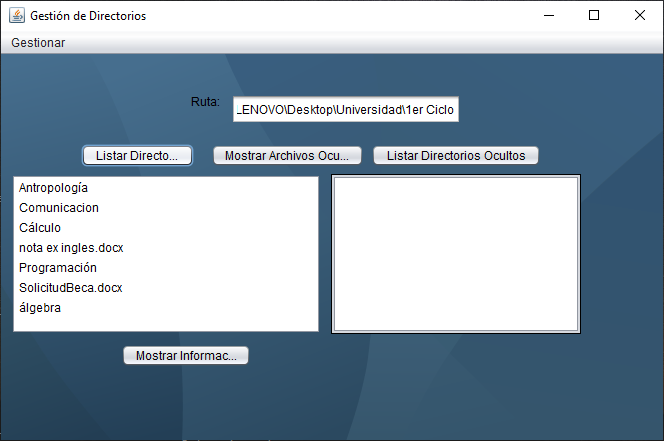 Gestión de Directorios
Gestionar
Ruta:
LENOVO\Desktop\Universidad\1er Ciclo
Listar Directo... Mostrar Archivos Ocu... Listar Directorios Ocultos
Antropología
Comunicacion
Cálculo
nota ex ingles.docx
Programación
SolicitudBeca.docx
álgebra
Mostrar Informac...